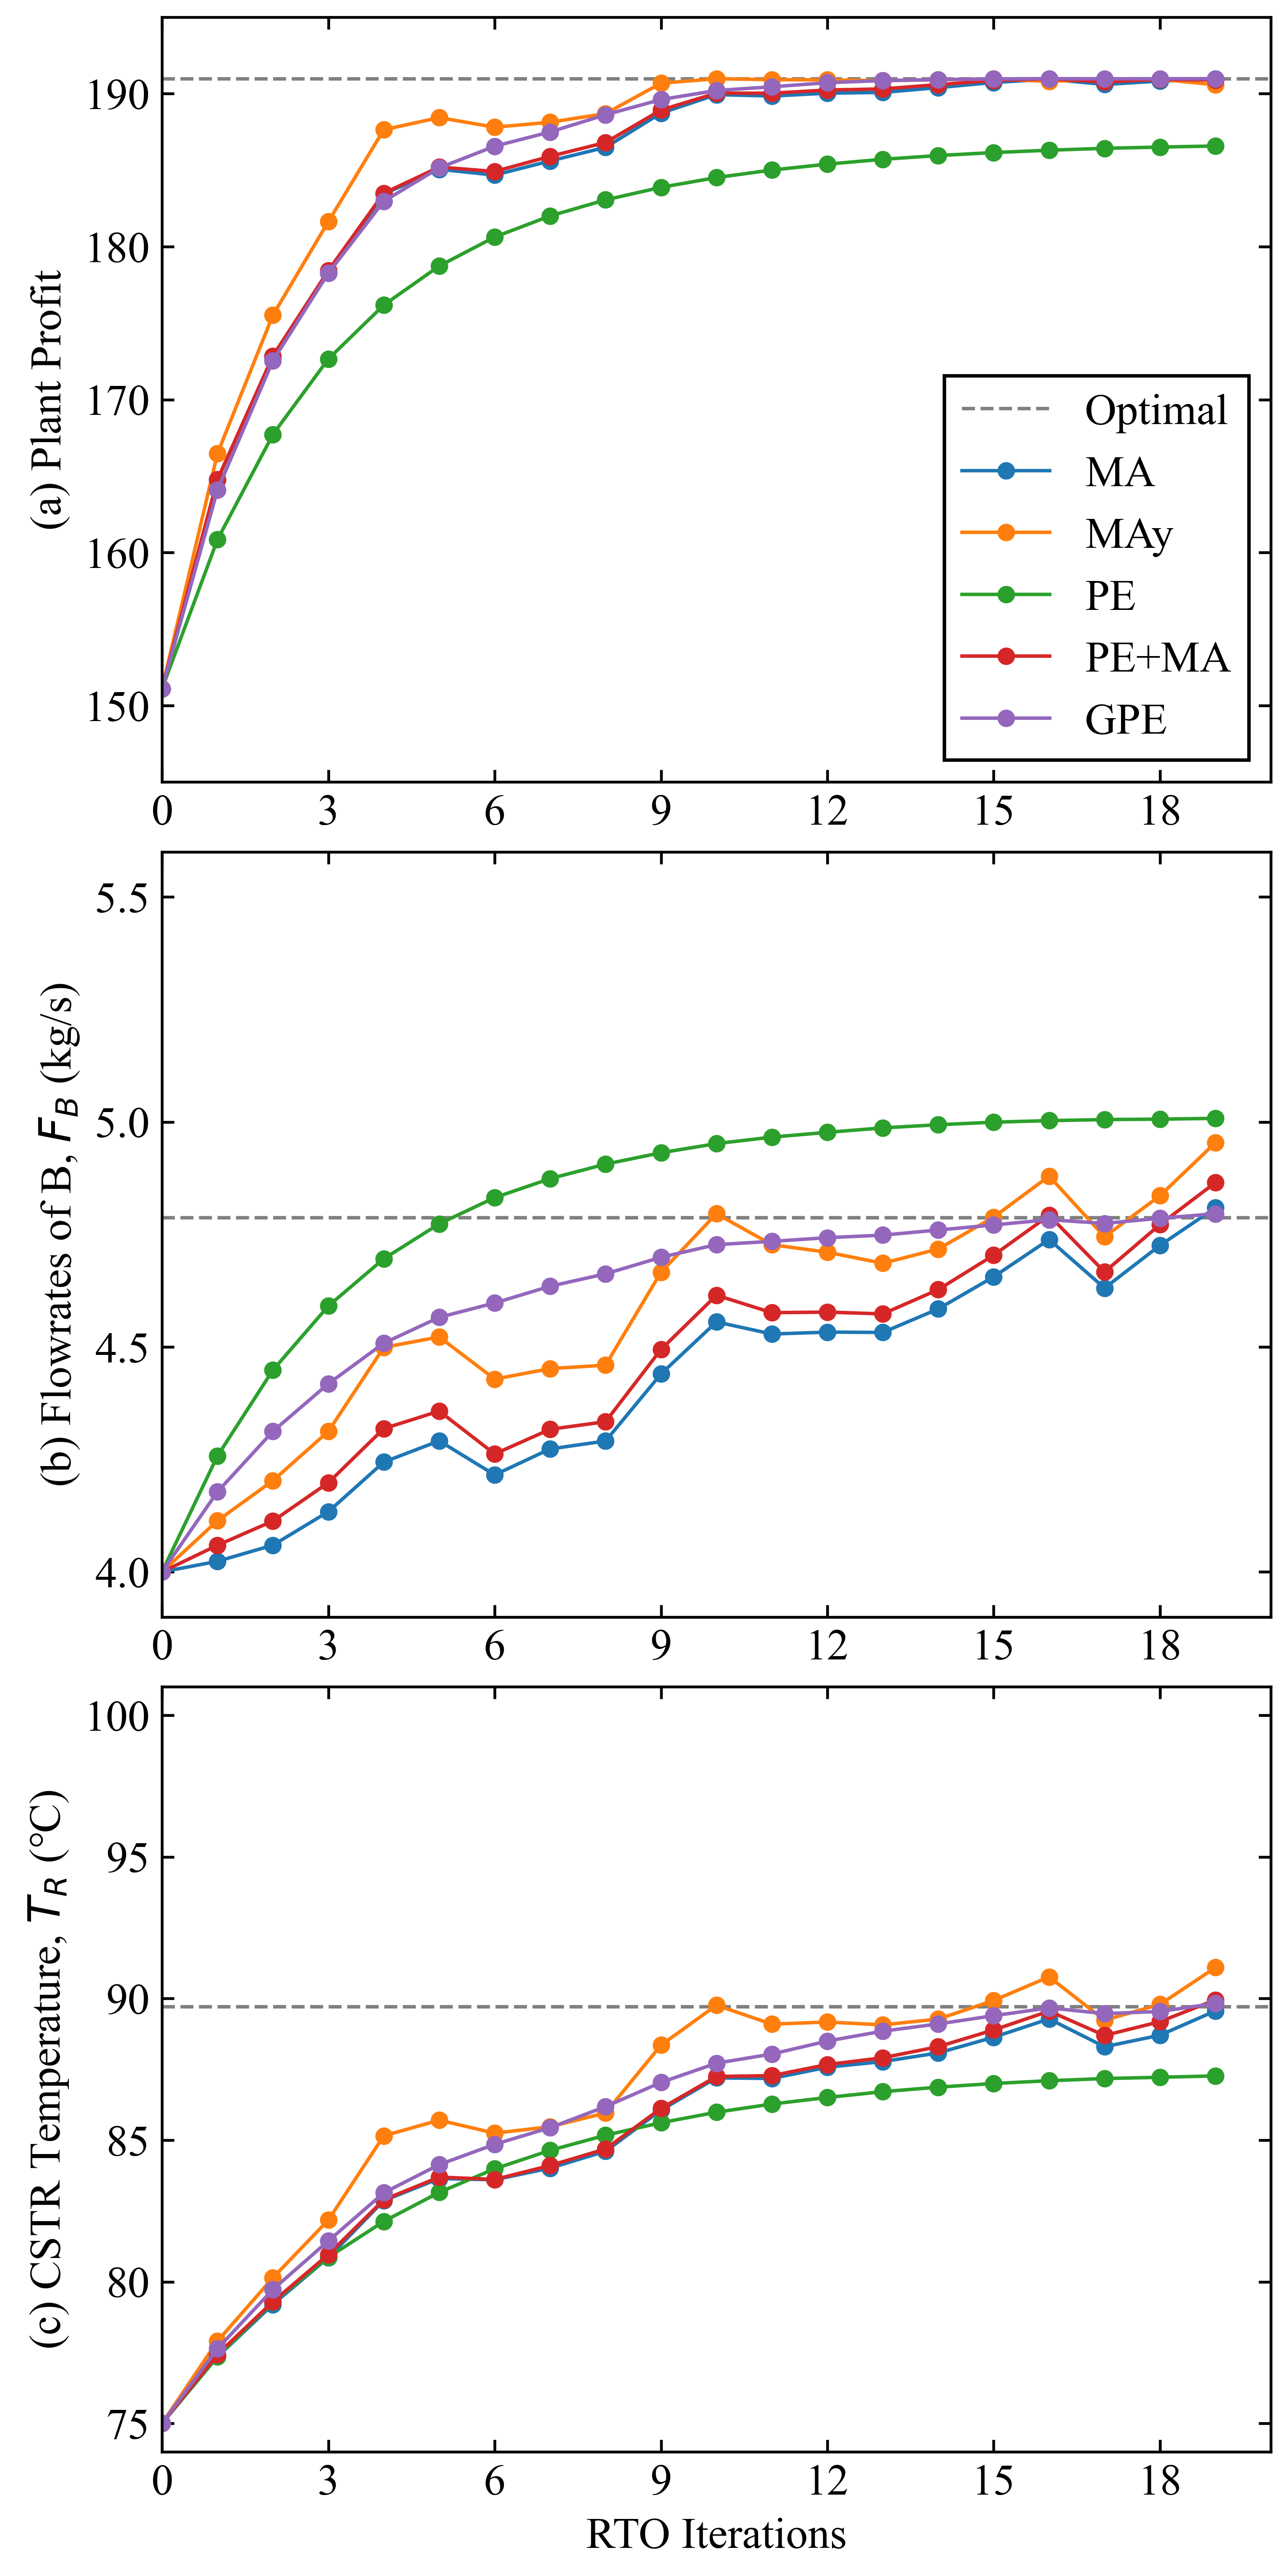 190
180
170
160
150
(a) Plant Profit
Optimal
MA
MAy
PE
PE+MA
GPE
0 3 6 9 12 15 18
5.5
5.0
4.5
4.0
(b) Flowrates of B, F_B (kg/s)
0 3 6 9 12 15 18
100
95
90
85
80
75
(c) CSTR Temperature, T_R (°C)
0 3 6 9 12 15 18
RTO Iterations